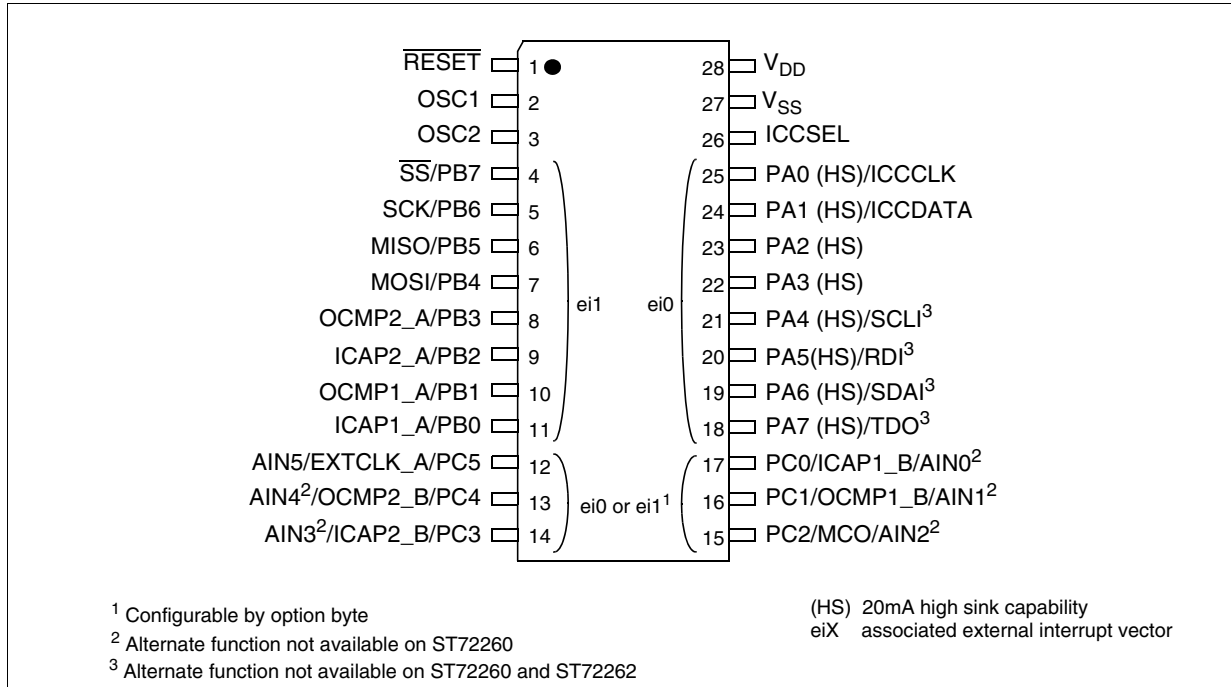 RESET 1 28 VDD
OSC1 2 27 VSS
OSC2 3 26 ICCSEL
SS/PB7 4 25 PA0 (HS)/ICCCLK
SCK/PB6 5 24 PA1 (HS)/ICCDATA
MISO/PB5 6 23 PA2 (HS)
MOSI/PB4 7 22 PA3 (HS)
ei1 ei0
OCMP2_A/PB3 8 21 PA4 (HS)/SCLI³
ICAP2_A/PB2 9 20 PA5(HS)/RDI³
OCMP1_A/PB1 10 19 PA6 (HS)/SDAI³
ICAP1_A/PB0 11 18 PA7 (HS)/TDO³
AIN5/EXTCLK_A/PC5 12 17 PC0/ICAP1_B/AIN0²
AIN4²/OCMP2_B/PC4 13 ei0 or ei1¹ 16 PC1/OCMP1_B/AIN1²
AIN3²/ICAP2_B/PC3 14 15 PC2/MCO/AIN2²
¹ Configurable by option byte
² Alternate function not available on ST72260
³ Alternate function not available on ST72260 and ST72262
(HS) 20mA high sink capability
eiX associated external interrupt vector